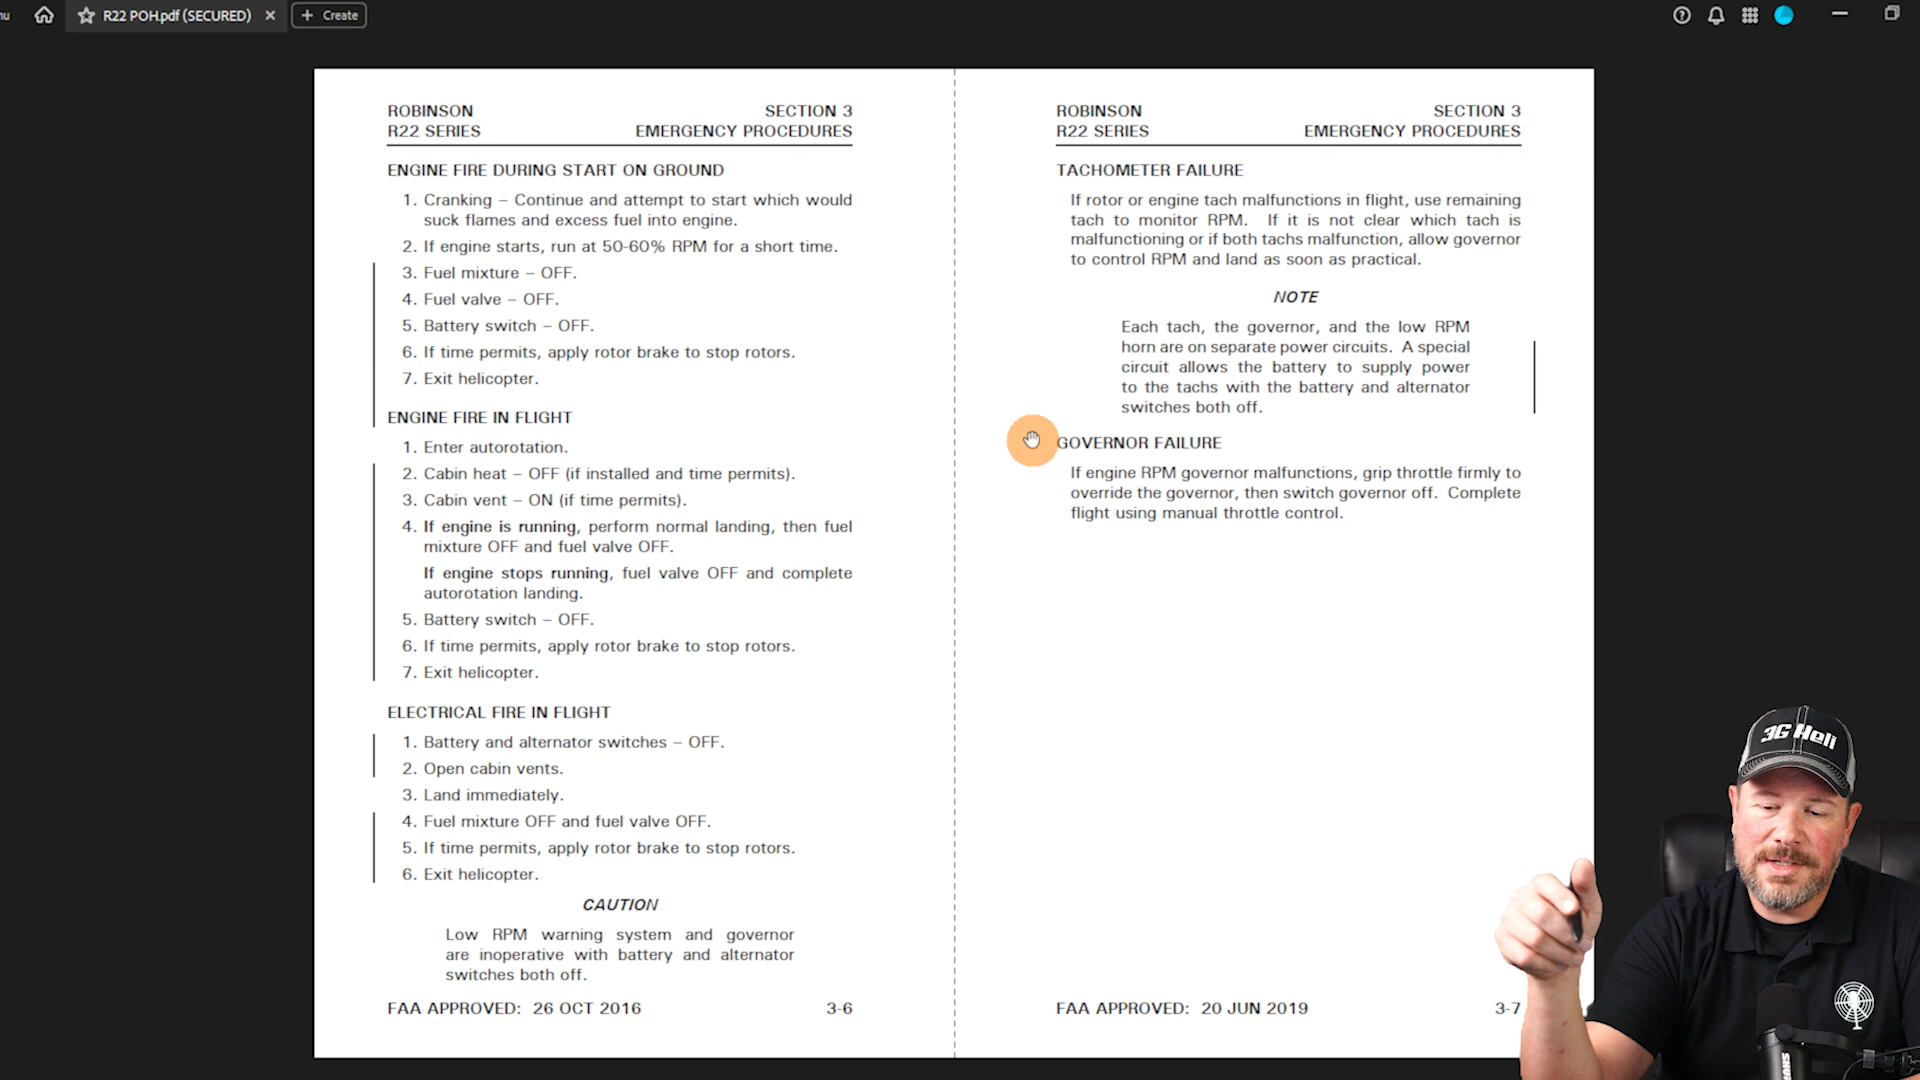 nu
R22 POH.pdf (SECURED)
Create
ROBINSON SECTION 3
R22 SERIES EMERGENCY PROCEDURES
ENGINE FIRE DURING START ON GROUND
1. Cranking – Continue and attempt to start which would
suck flames and excess fuel into engine.
2. If engine starts, run at 50-60% RPM for a short time.
3. Fuel mixture – OFF.
4. Fuel valve – OFF.
5. Battery switch – OFF.
6. If time permits, apply rotor brake to stop rotors.
7. Exit helicopter.
ENGINE FIRE IN FLIGHT
1. Enter autorotation.
2. Cabin heat – OFF (if installed and time permits).
3. Cabin vent – ON (if time permits).
4. If engine is running, perform normal landing, then fuel
mixture OFF and fuel valve OFF.
If engine stops running, fuel valve OFF and complete
autorotation landing.
5. Battery switch – OFF.
6. If time permits, apply rotor brake to stop rotors.
7. Exit helicopter.
ELECTRICAL FIRE IN FLIGHT
1. Battery and alternator switches – OFF.
2. Open cabin vents.
3. Land immediately.
4. Fuel mixture OFF and fuel valve OFF.
5. If time permits, apply rotor brake to stop rotors.
6. Exit helicopter.
CAUTION
Low RPM warning system and governor
are inoperative with battery and alternator
switches both off.
FAA APPROVED: 26 OCT 2016 3-6
ROBINSON SECTION 3
R22 SERIES EMERGENCY PROCEDURES
TACHOMETER FAILURE
If rotor or engine tach malfunctions in flight, use remaining
tach to monitor RPM. If it is not clear which tach is
malfunctioning or if both tachs malfunction, allow governor
to control RPM and land as soon as practical.
NOTE
Each tach, the governor, and the low RPM
horn are on separate power circuits. A special
circuit allows the battery to supply power
to the tachs with the battery and alternator
switches both off.
GOVERNOR FAILURE
If engine RPM governor malfunctions, grip throttle firmly to
override the governor, then switch governor off. Complete
flight using manual throttle control.
FAA APPROVED: 20 JUN 2019 3-7
3G Heli